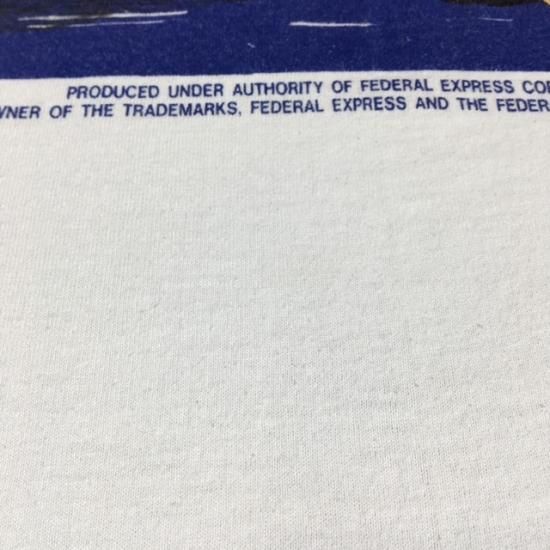 PRODUCED UNDER AUTHORITY OF FEDERAL EXPRESS
OF THE TRADEMARKS, FEDERAL EXPRESS AND THE